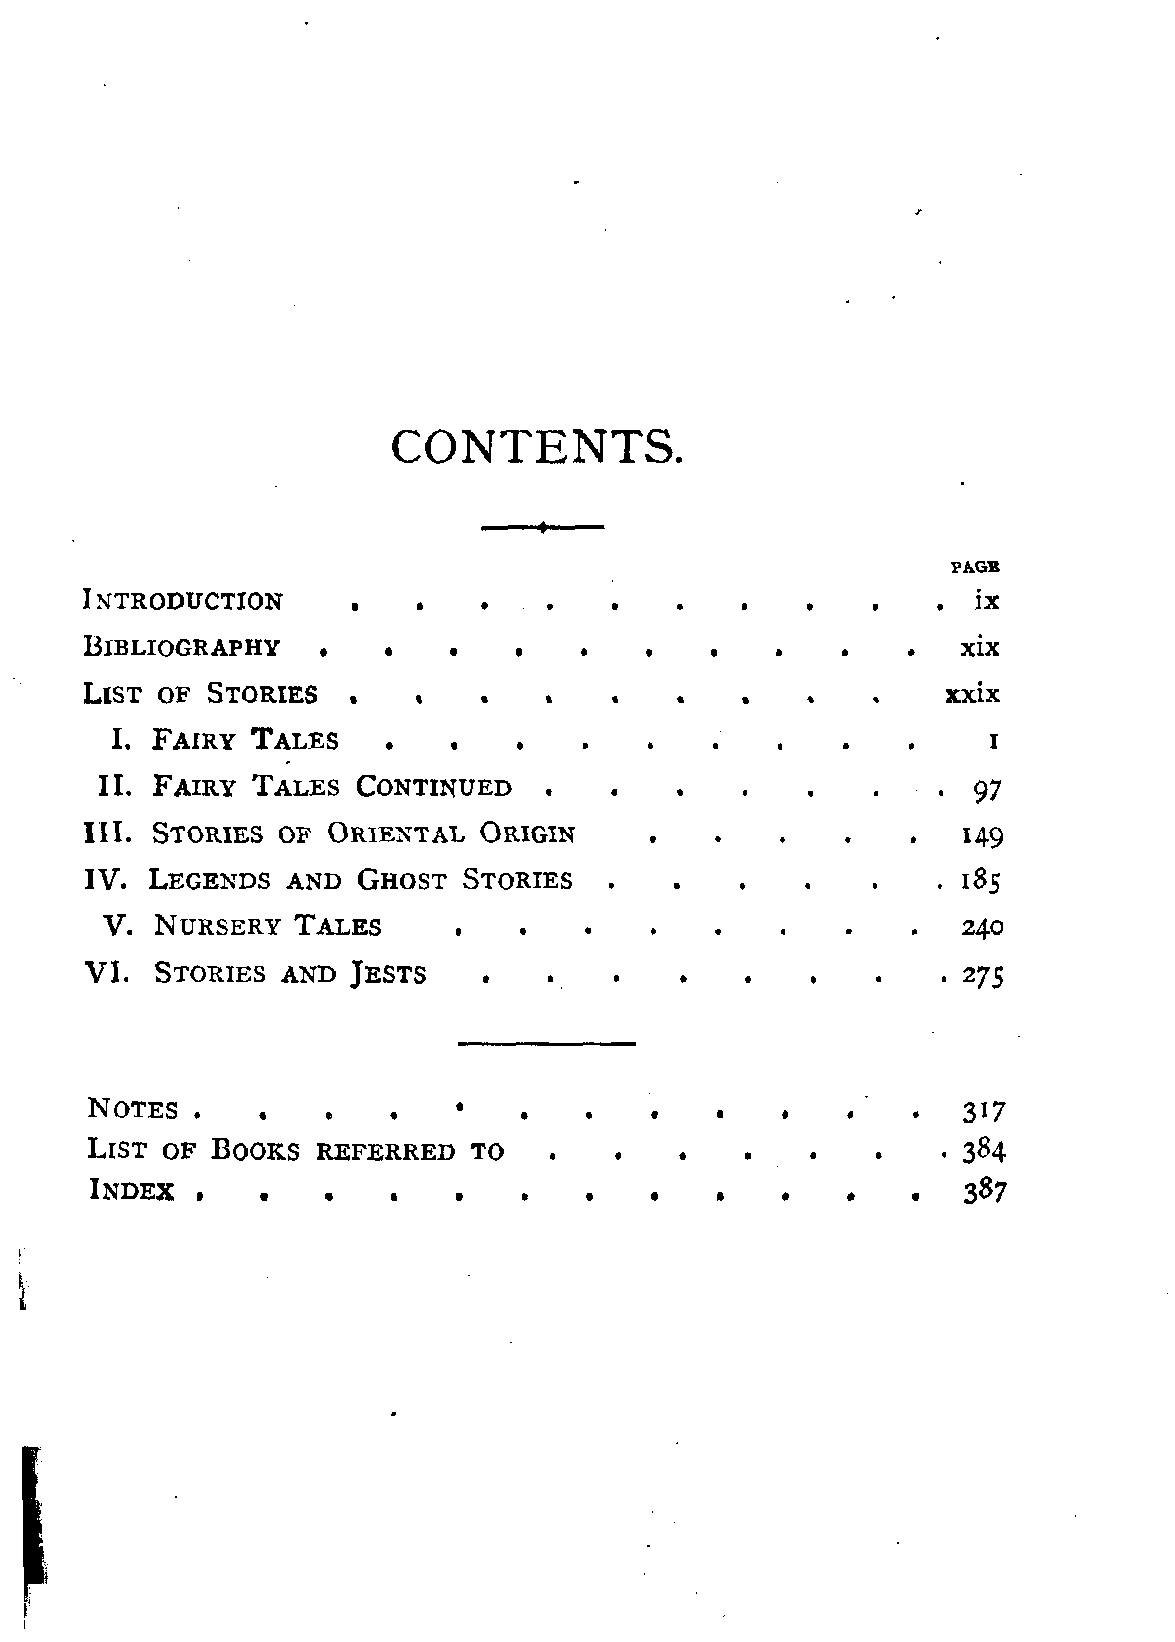 CONTENTS.
PAGE
INTRODUCTION . . . . . . . . . . ix
BIBLIOGRAPHY . . . . . . . . . . xix
LIST OF STORIES . . . . . . . . . xxix
I. FAIRY TALES . . . . . . . . . 1
II. FAIRY TALES CONTINUED . . . . . . . 97
III. STORIES OF ORIENTAL ORIGIN . . . . . 149
IV. LEGENDS AND GHOST STORIES . . . . . . 185
V. NURSERY TALES . . . . . . . . 240
VI. STORIES AND JESTS . . . . . . . . 275
NOTES . . . . . . . . . . . . 317
LIST OF BOOKS REFERRED TO . . . . . . . 384
INDEX . . . . . . . . . . . . 387